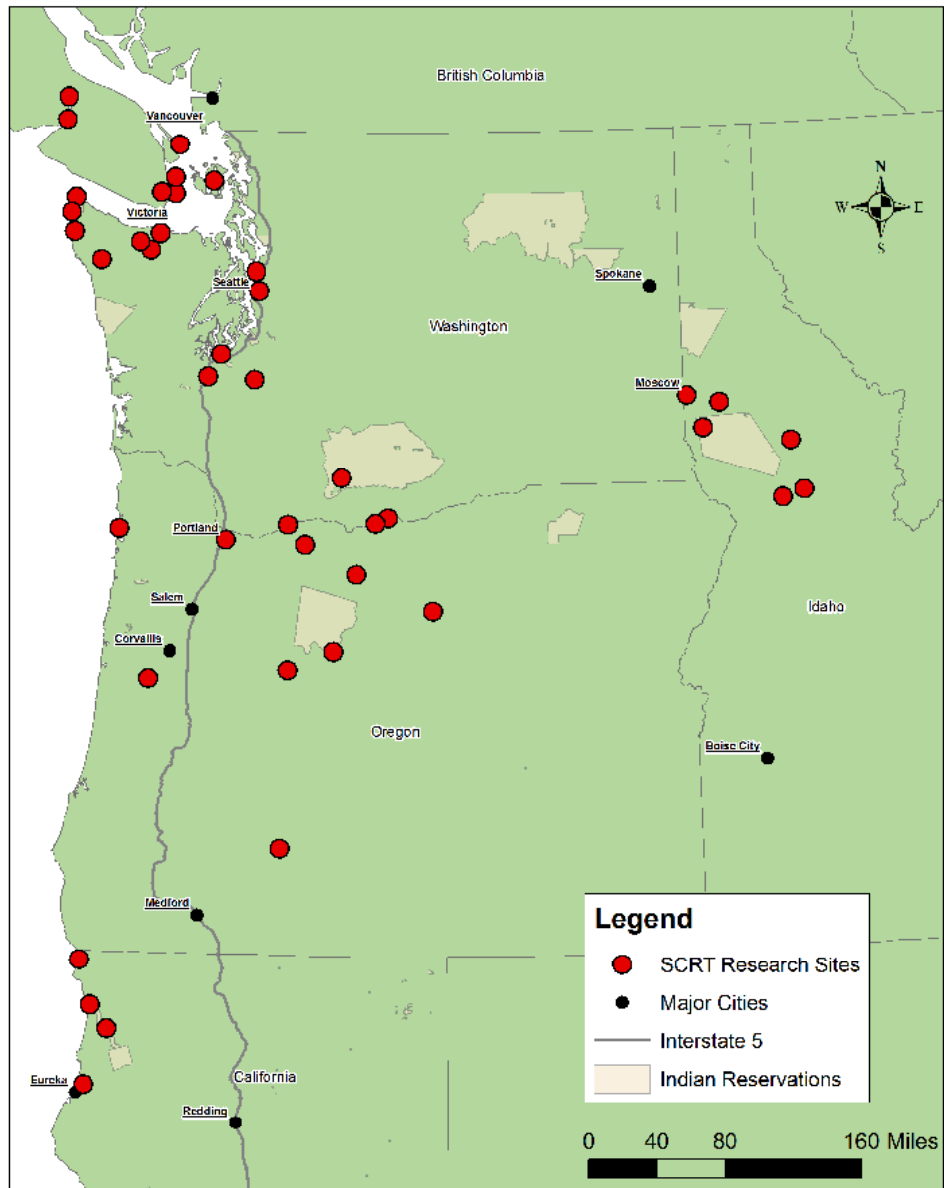 British Columbia
Vancouver
N
W E
S
Victoria
Spokane
Seattle
Washington
Moscow
Portland
Salem
Idaho
Corvallis
Oregon
Boise City
Medford
Legend
SCRT Research Sites
Major Cities
Interstate 5
Indian Reservations
Eureka
California
Redding
0 40 80 160 Miles